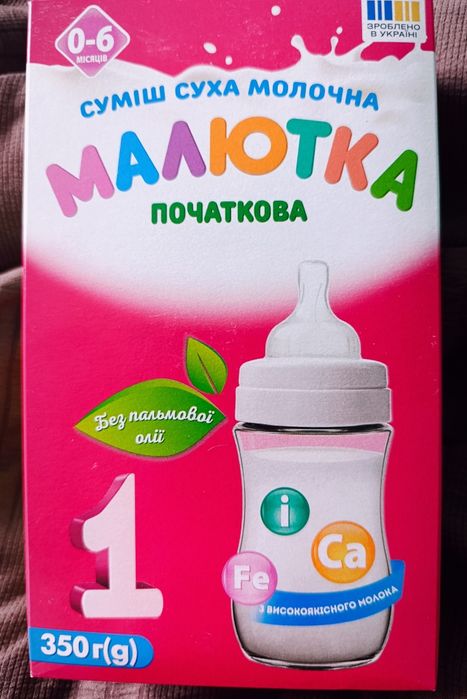 0-6
МІСЯЦІВ
ЗРОБЛЕНО
В УКРАЇНІ
СУМІШ СУХА МОЛОЧНА
МАЛЮТКА
ПОЧАТКОВА
Без пальмової
олії
1
i
Ca
Fe
З ВИСОКОЯКІСНОГО МОЛОКА
350 г(g)